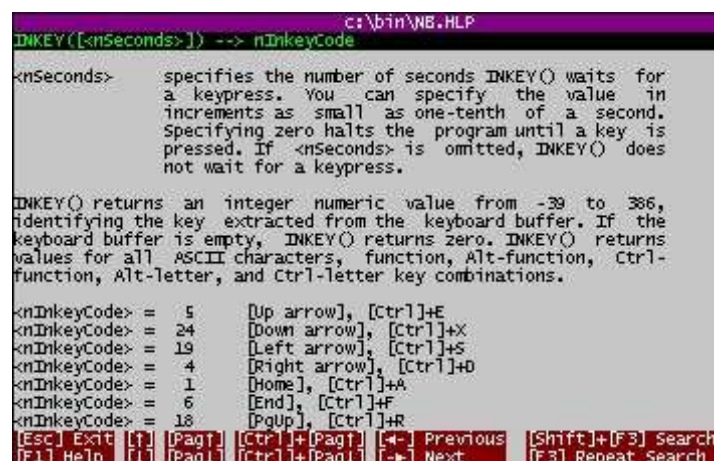 c:\bin\NB.HLP
INKEY([<nSeconds>]) --> nInkeyCode
<nSeconds> specifies the number of seconds INKEY() waits for
a keypress. You can specify the value in
increments as small as one-tenth of a second.
Specifying zero halts the program until a key is
pressed. If <nSeconds> is omitted, INKEY() does
not wait for a keypress.
INKEY() returns an integer numeric value from -39 to 386,
identifying the key extracted from the keyboard buffer. If the
keyboard buffer is empty, INKEY() returns zero. INKEY() returns
values for all ASCII characters, function, Alt-function, Ctrl-
function, Alt-letter, and Ctrl-letter key combinations.
<nInkeyCode> = 5 [Up arrow], [Ctrl]+E
<nInkeyCode> = 24 [Down arrow], [Ctrl]+X
<nInkeyCode> = 19 [Left arrow], [Ctrl]+S
<nInkeyCode> = 4 [Right arrow], [Ctrl]+D
<nInkeyCode> = 1 [Home], [Ctrl]+A
<nInkeyCode> = 6 [End], [Ctrl]+F
<nInkeyCode> = 18 [PgUp], [Ctrl]+R
[Esc] Exit [↑] [Pag↑] [Ctrl]+[Pag↑] [◄-] Previous [Shift]+[F3] Search
[F1] Help [↓] [Pag↓] [Ctrl]+[Pag↓] [-►] Next [F3] Repeat Search